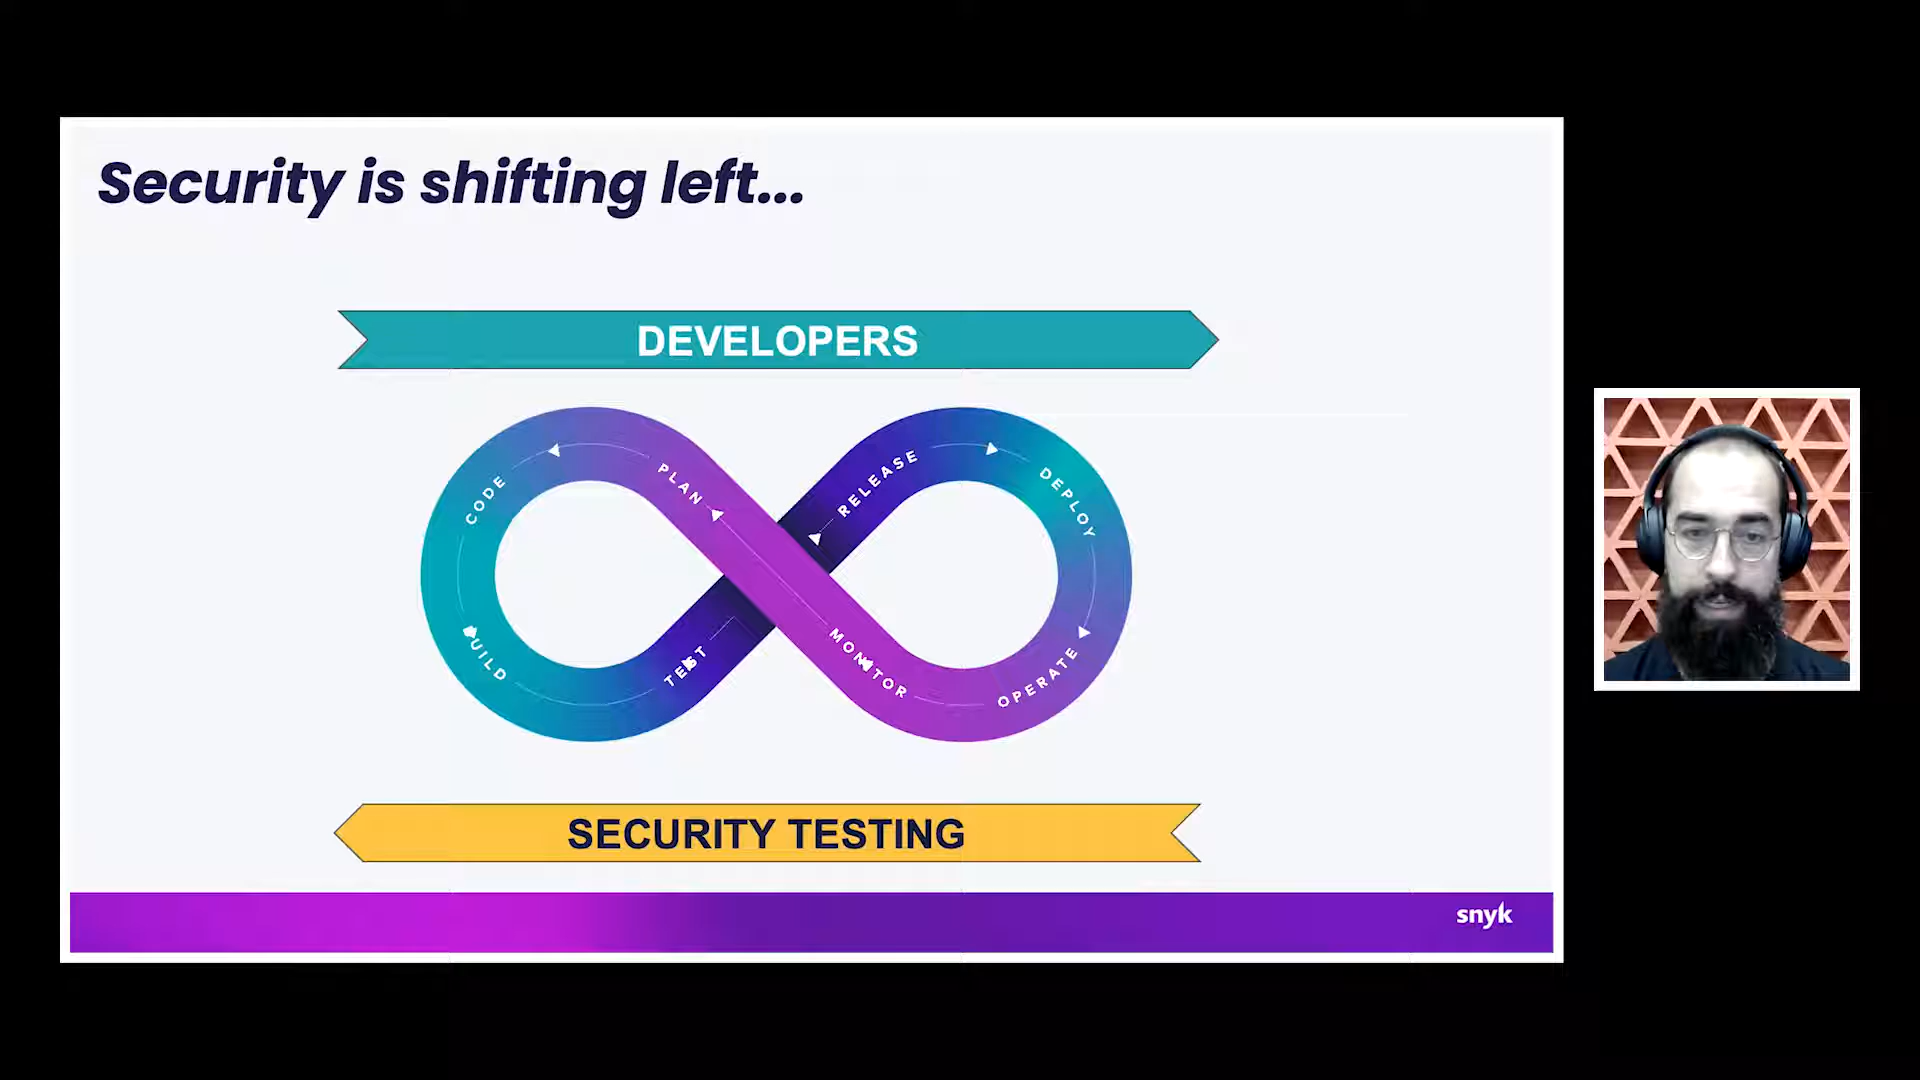 Security is shifting left...
DEVELOPERS
PLAN
CODE
BUILD
TEST
RELEASE
DEPLOY
OPERATE
MONITOR
SECURITY TESTING
snyk